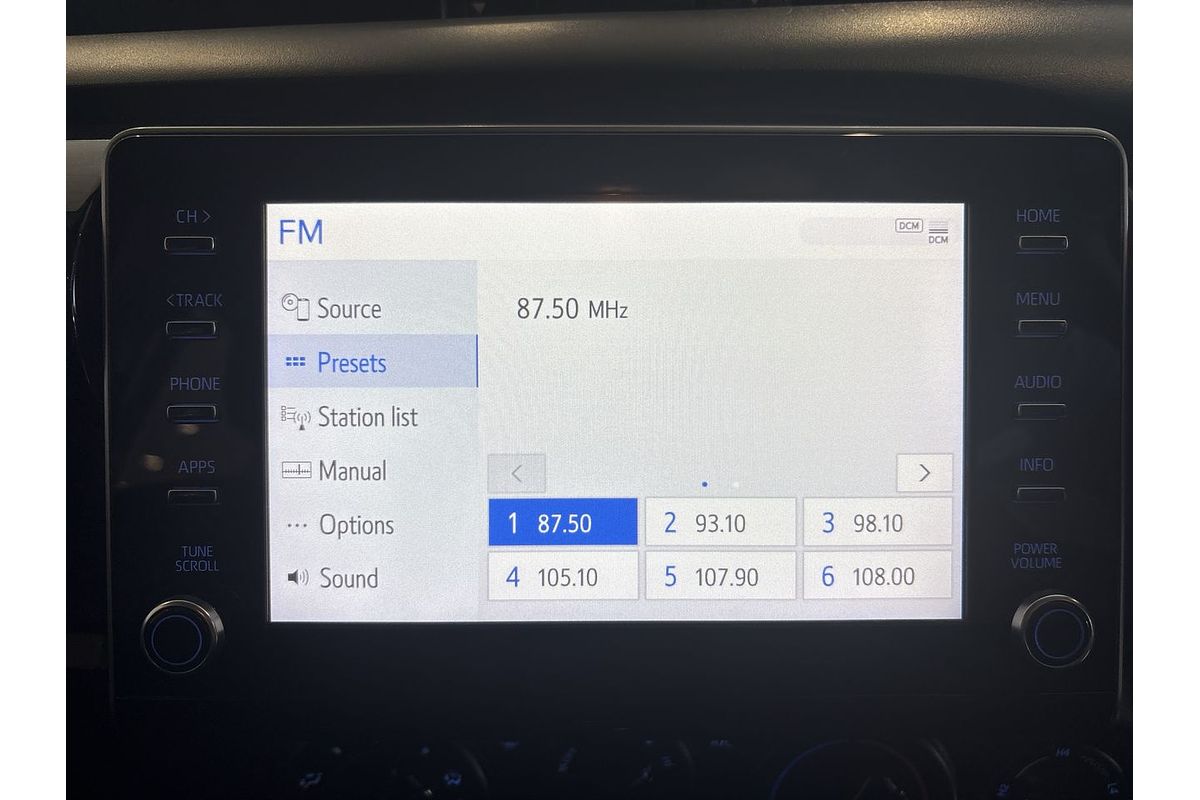 CH >
<TRACK
PHONE
APPS
TUNE
SCROLL
FM
DCM
DCM
Source
Presets
Station list
Manual
Options
Sound
87.50 MHz
<
>
1 87.50
2 93.10
3 98.10
4 105.10
5 107.90
6 108.00
HOME
MENU
AUDIO
INFO
POWER
VOLUME
H4